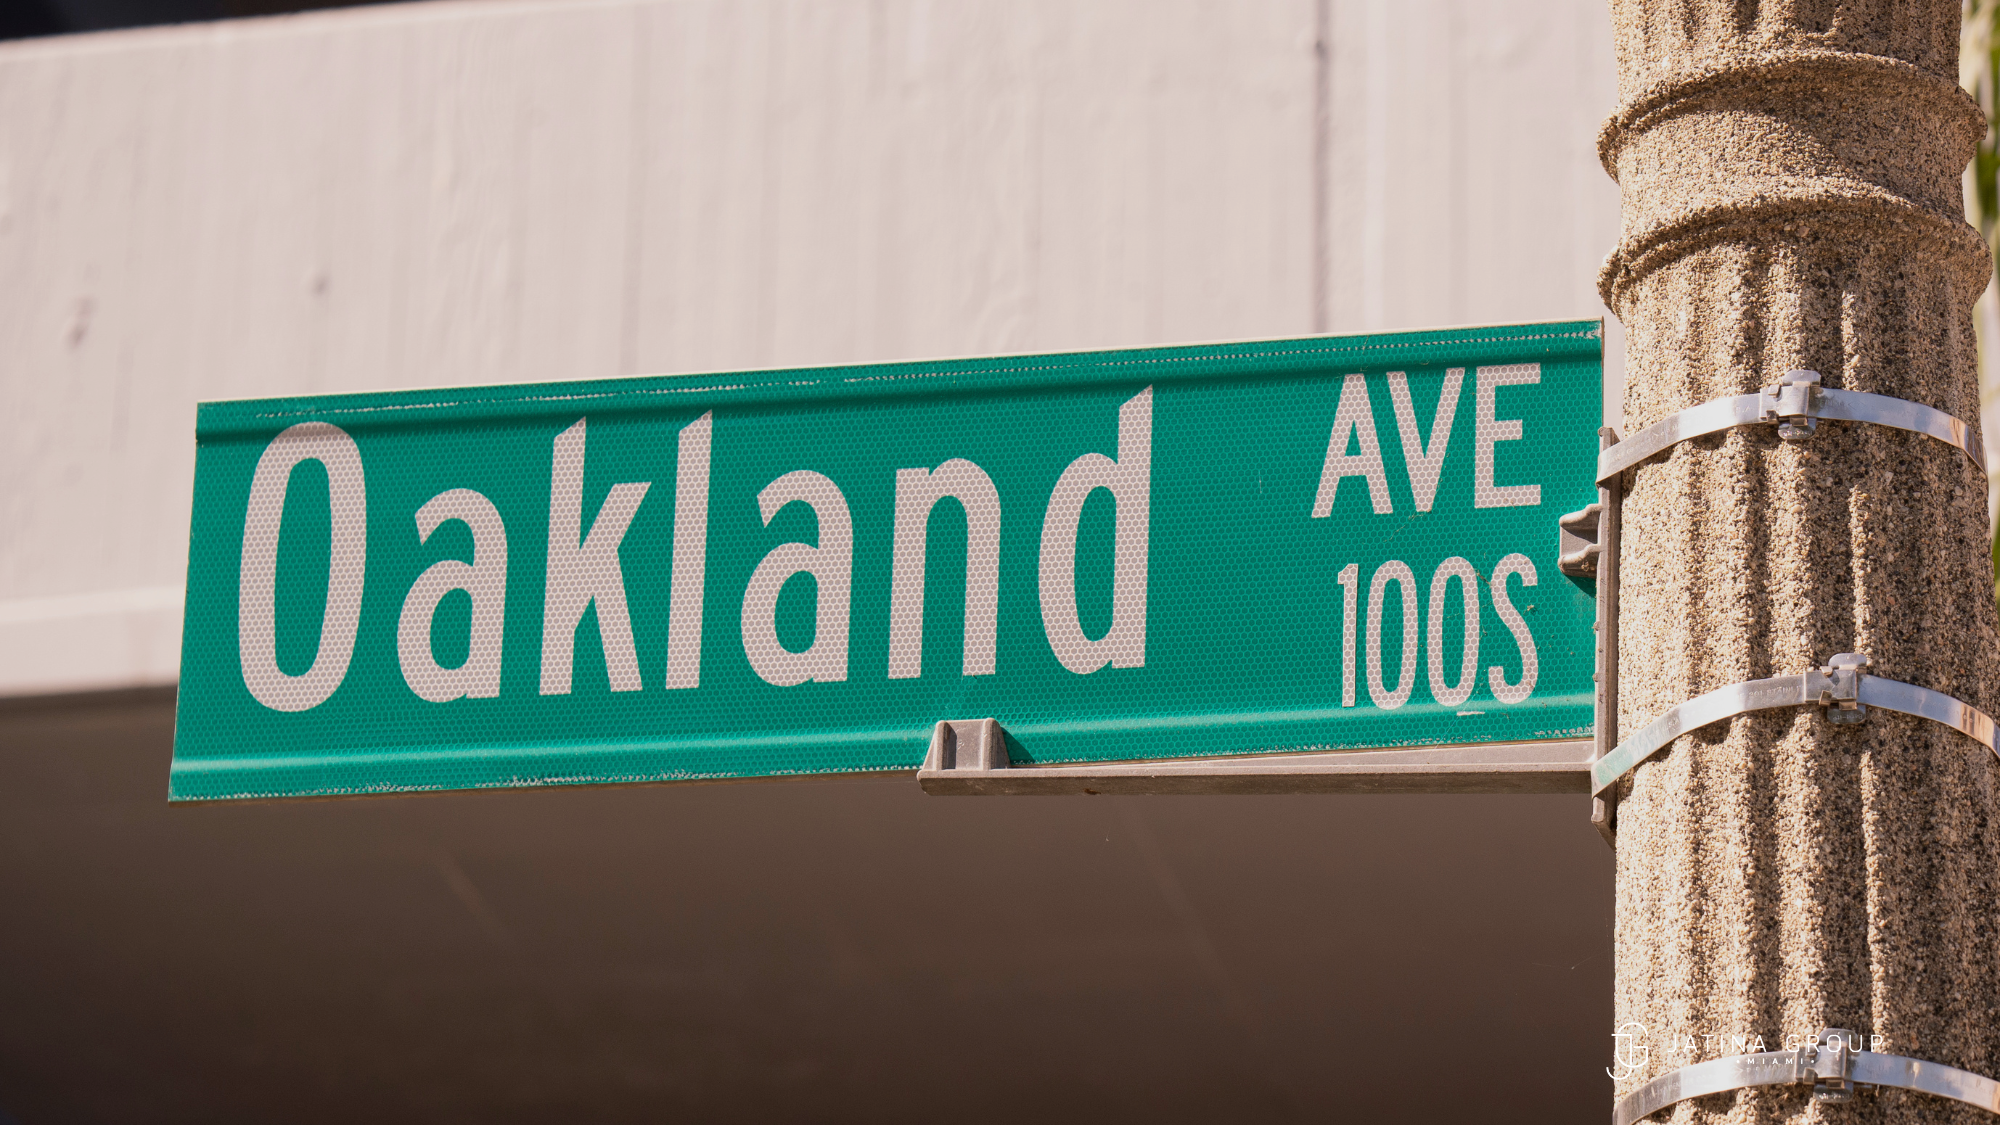 Oakland AVE
100S
JATINA GROUP
•MIAMI•